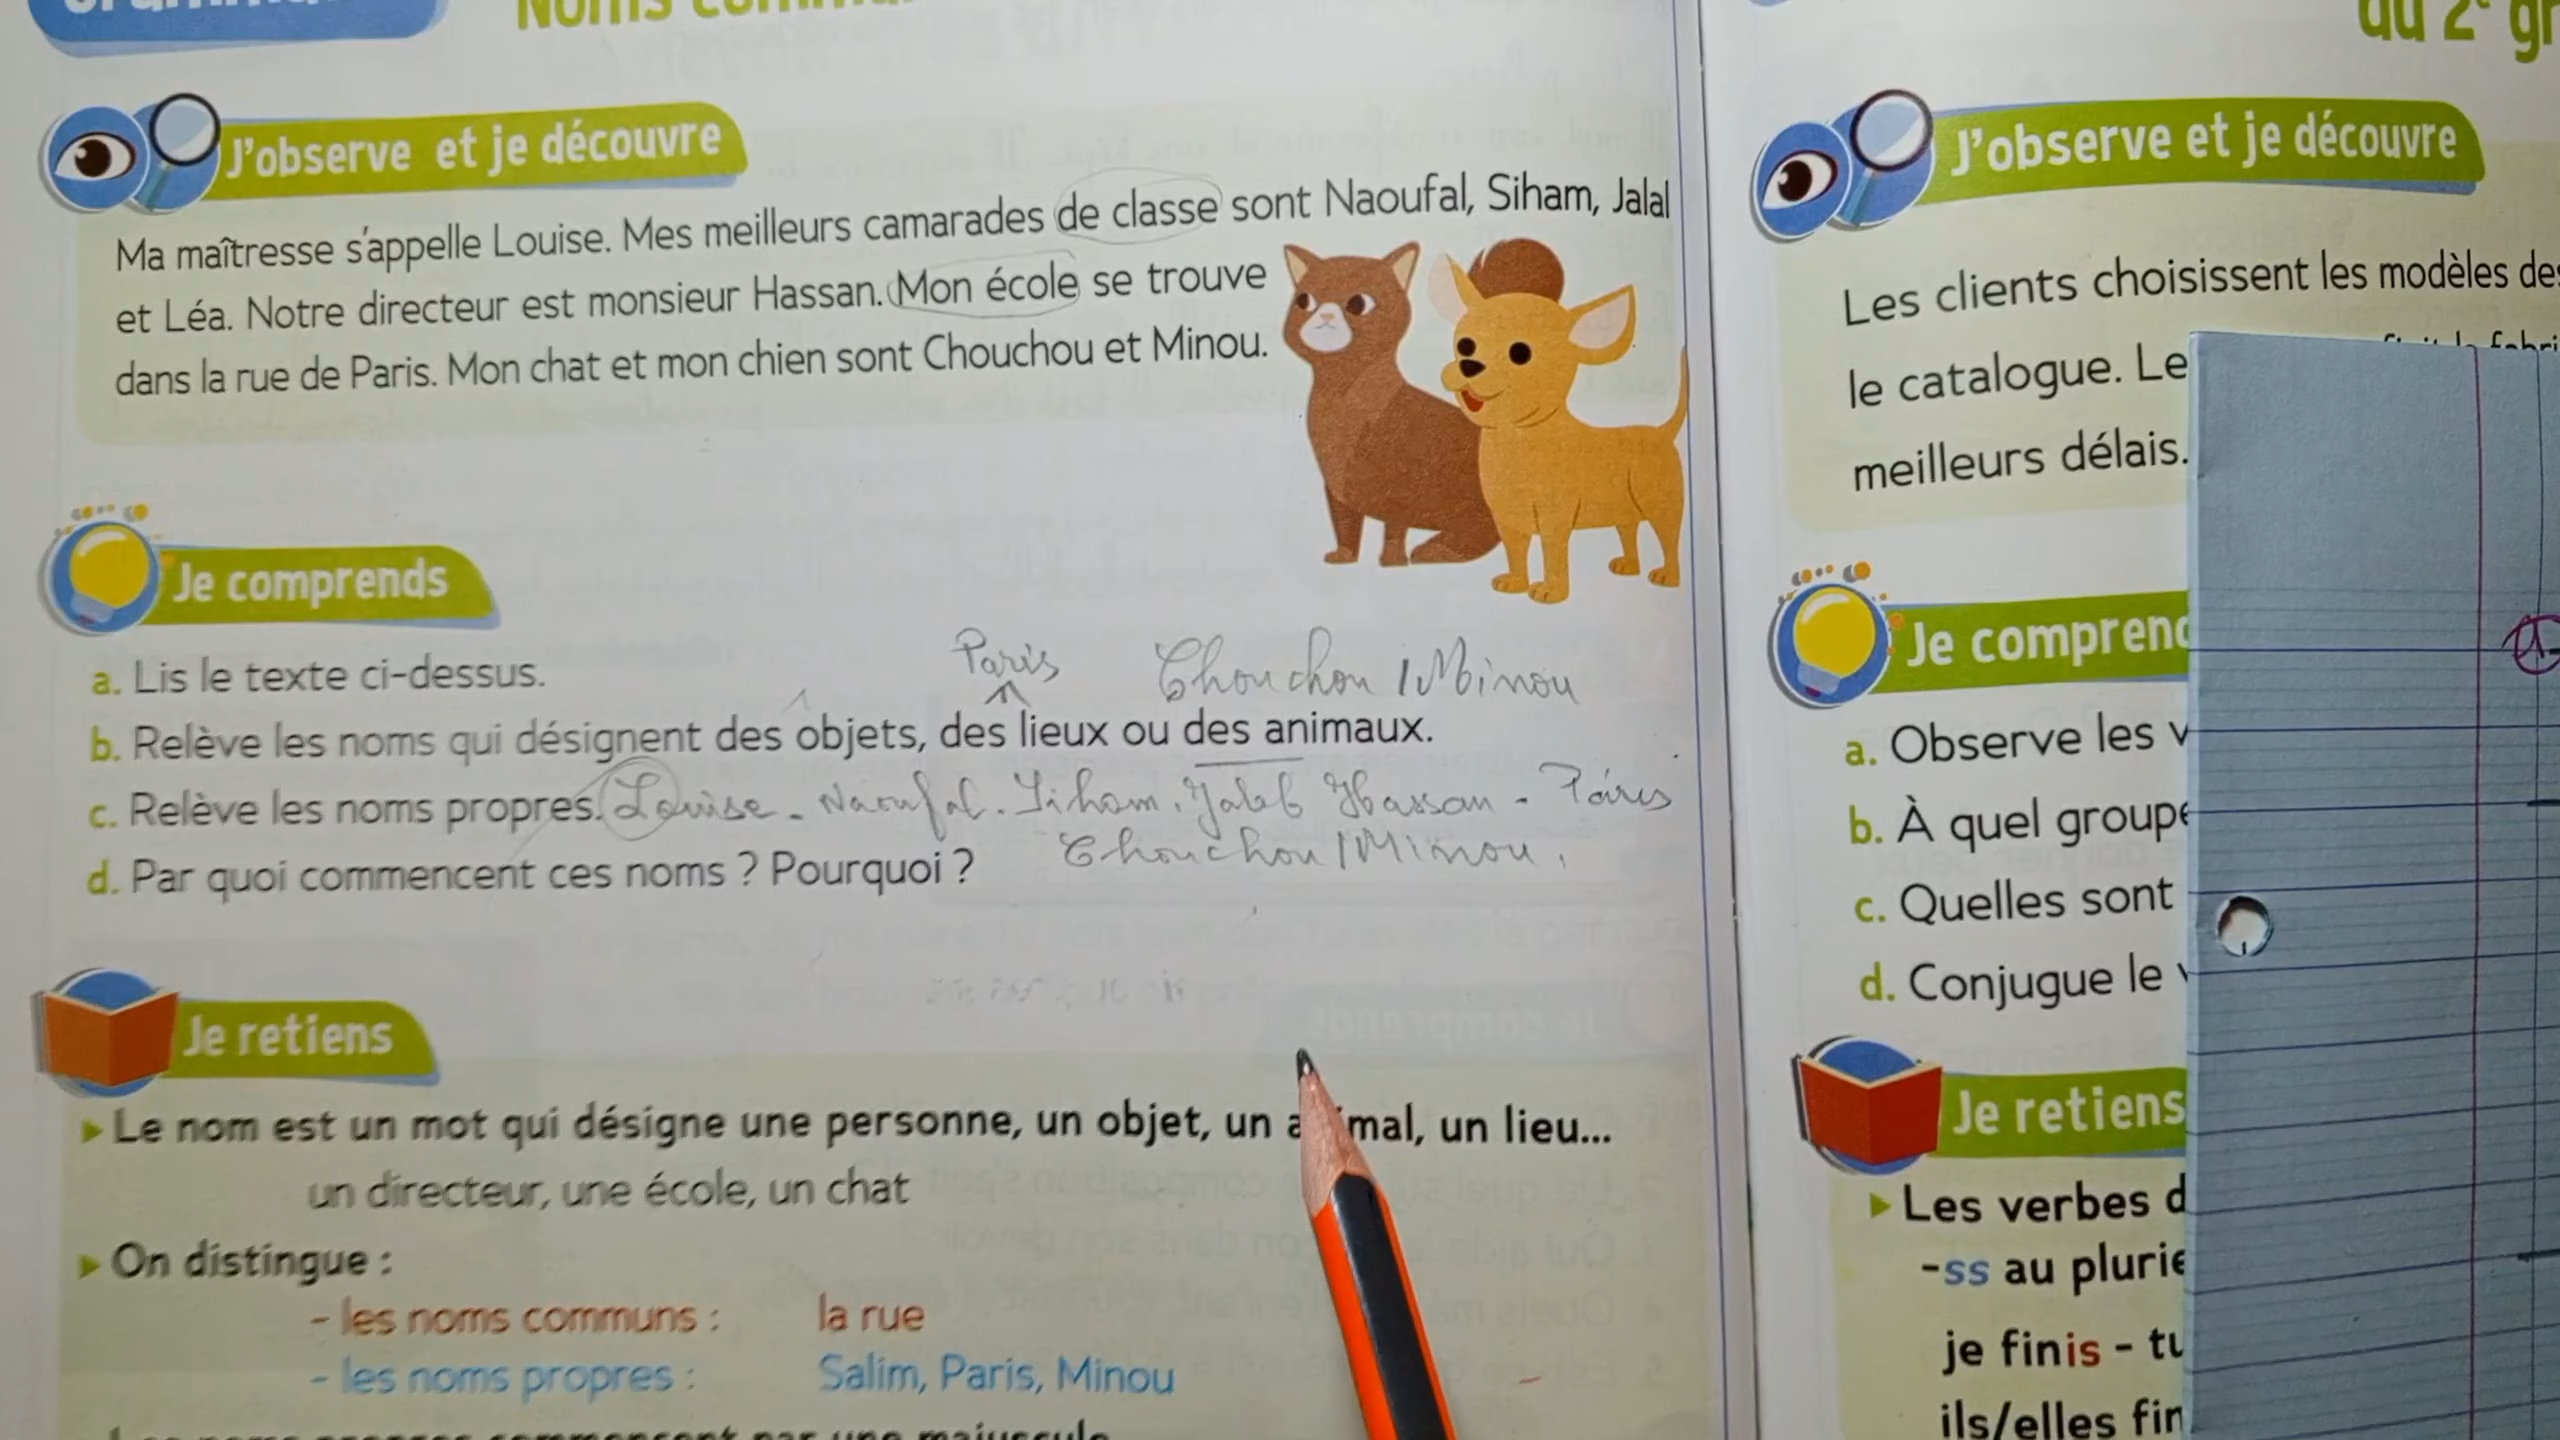 Noms
J'observe et je découvre
Ma maîtresse s'appelle Louise. Mes meilleurs camarades de classe sont Naoufal, Siham, Jalal
et Léa. Notre directeur est monsieur Hassan. Mon école se trouve
dans la rue de Paris. Mon chat et mon chien sont Chouchou et Minou.
Je comprends
a. Lis le texte ci-dessus.
Paris Chouchou / Minou
b. Relève les noms qui désignent des objets, des lieux ou des animaux.
c. Relève les noms propres. Louise - Naoufal. Siham. Jalal Hassan - Paris
Chouchou / Minou.
d. Par quoi commencent ces noms ? Pourquoi ?
Je retiens
Le nom est un mot qui désigne une personne, un objet, un a mal, un lieu...
un directeur, une école, un chat
On distingue :
- les noms communs : la rue
- les noms propres : Salim, Paris, Minou
par une majuscule
du 2e gr
J'observe et je découvre
Les clients choisissent les modèles de
le catalogue. Le
meilleurs délais.
Je compren
a. Observe les v
b. À quel groupe
c. Quelles sont
d. Conjugue le
Je retiens
Les verbes d
-ss au plurie
je finis - tu
ils/elles fin